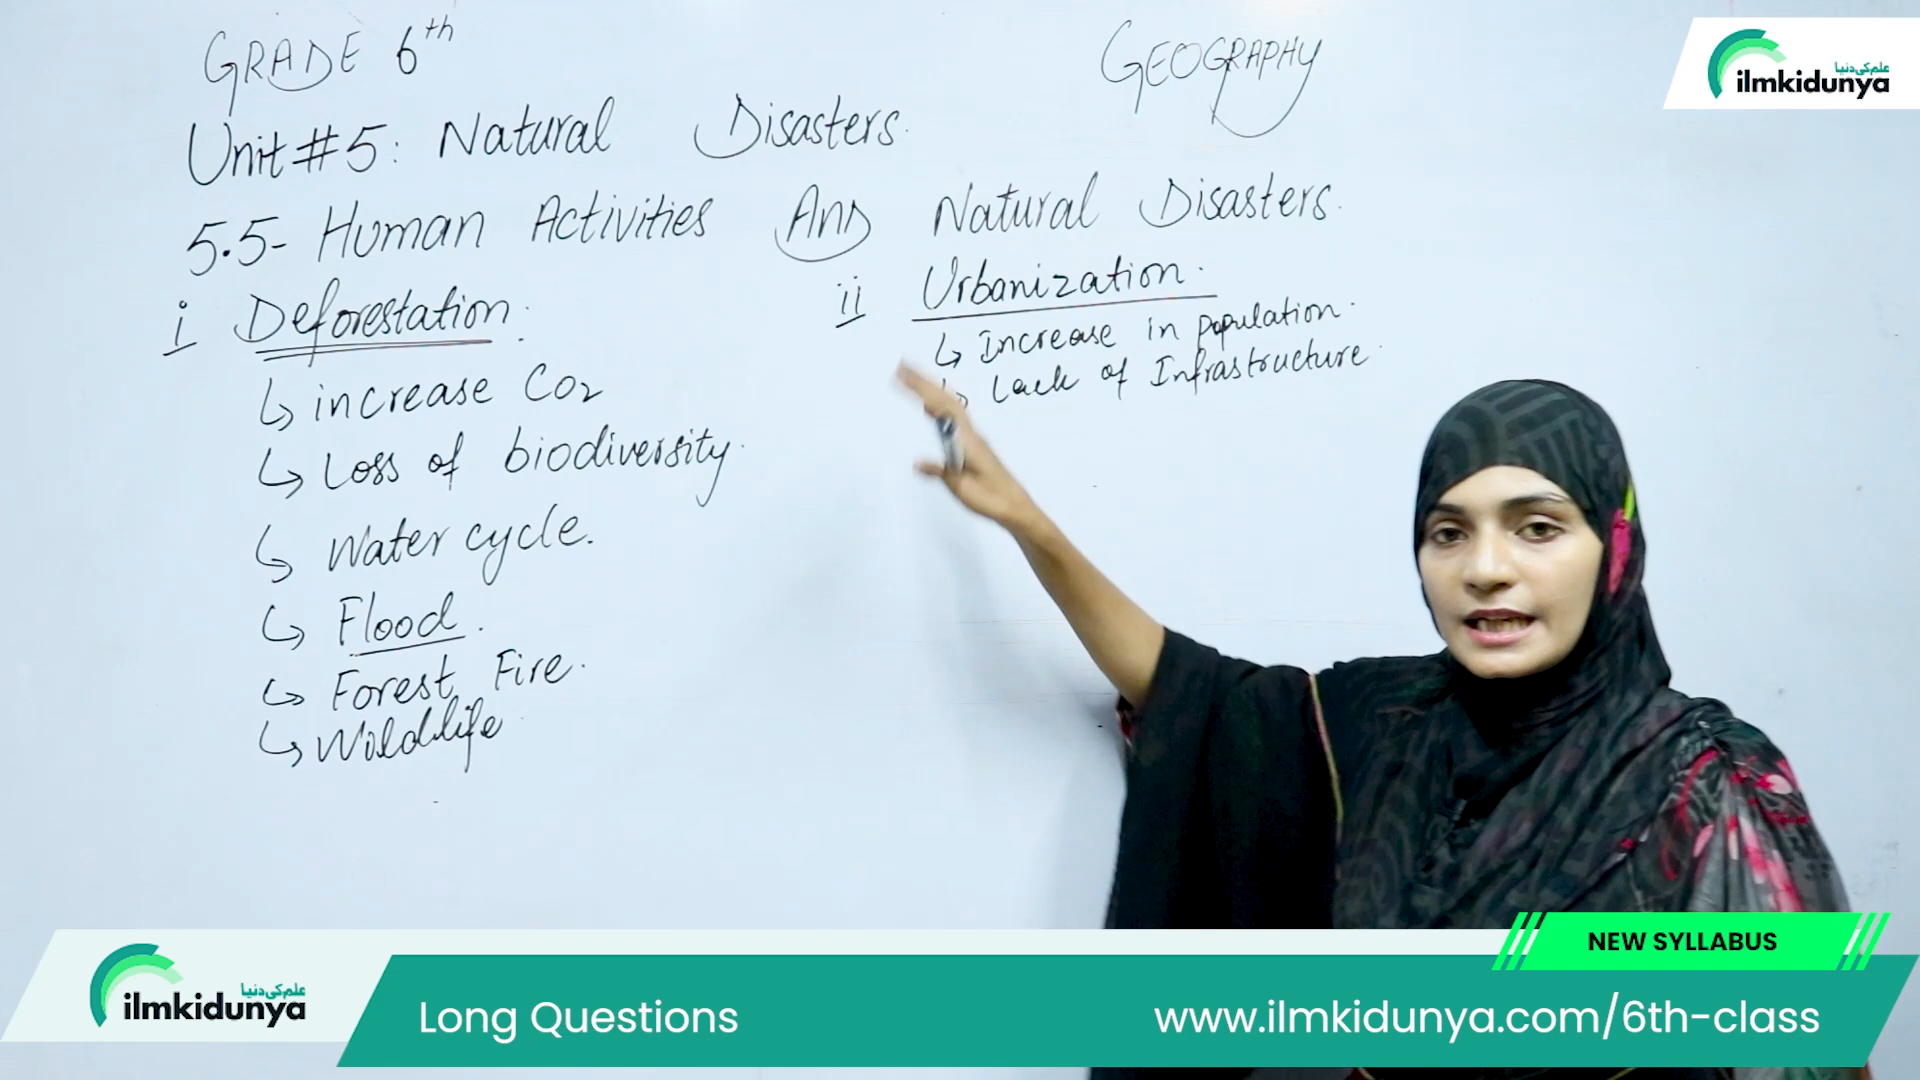 GRADE 6th
GEOGRAPHY
علم کی دنیا
ilmkidunya
Unit #5: Natural Disasters.
5.5- Human Activities And Natural Disasters.
i Deforestation.
↳ increase Co2
↳ Loss of biodiversity.
↳ Water cycle.
↳ Flood.
↳ Forest Fire.
↳ Wildlife
ii Urbanization.
↳ Increase in population.
↳ Lack of Infrastructure.
NEW SYLLABUS
علم کی دنیا
ilmkidunya
Long Questions
www.ilmkidunya.com/6th-class